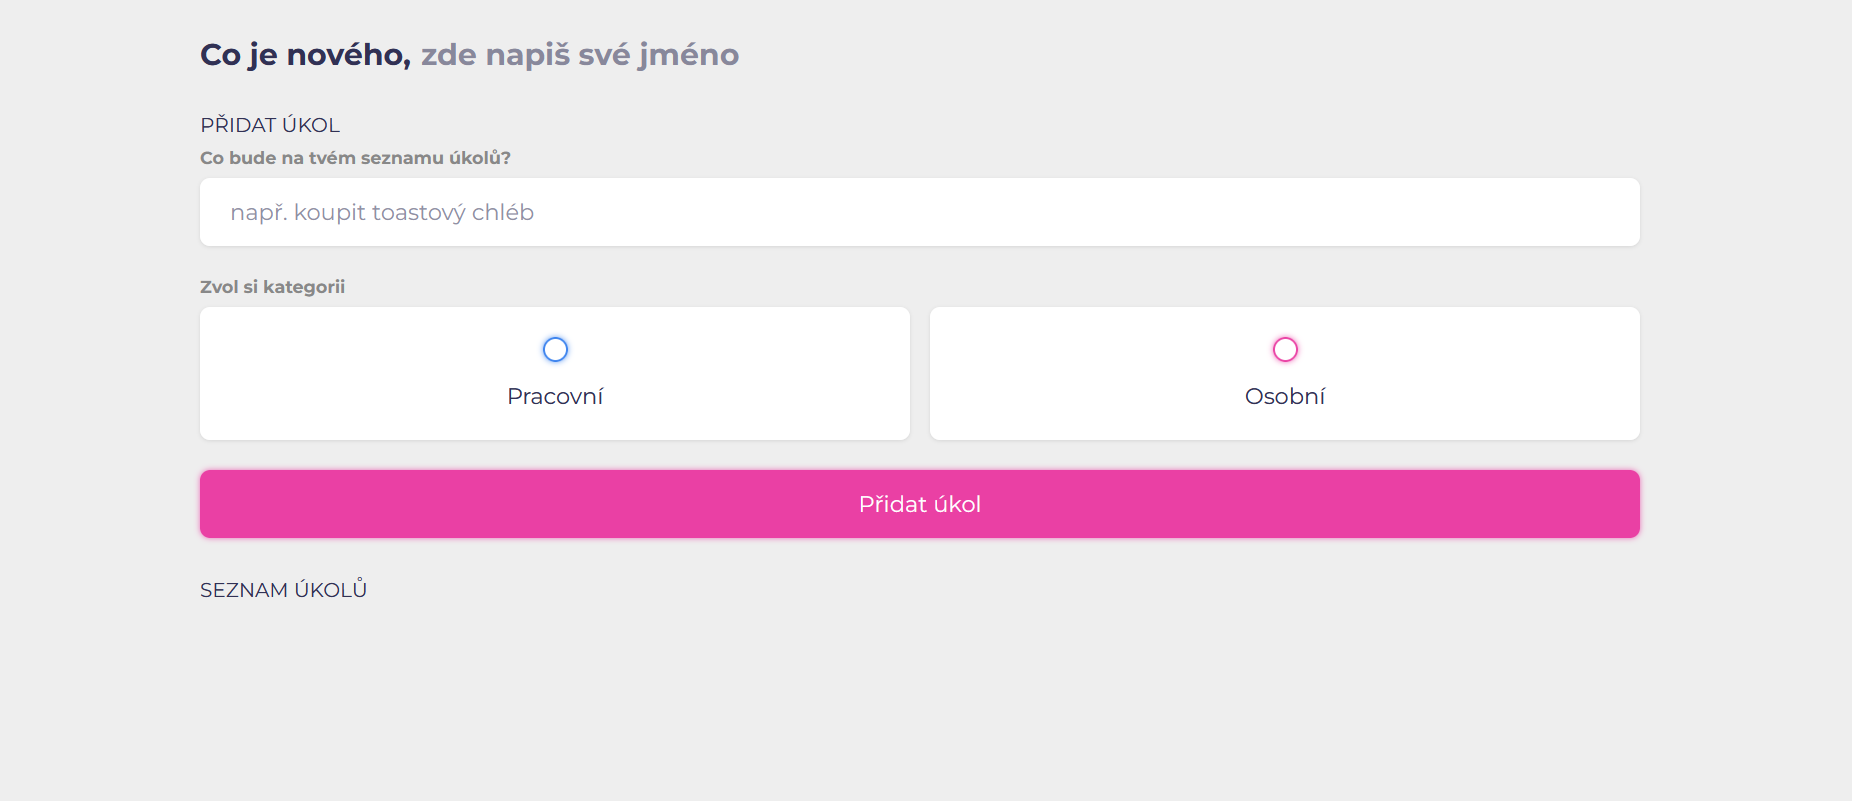 Co je nového, zde napiš své jméno
PŘIDAT ÚKOL
Co bude na tvém seznamu úkolů?
např. koupit toastový chléb
Zvol si kategorii
Pracovní
Osobní
Přidat úkol
SEZNAM ÚKOLŮ